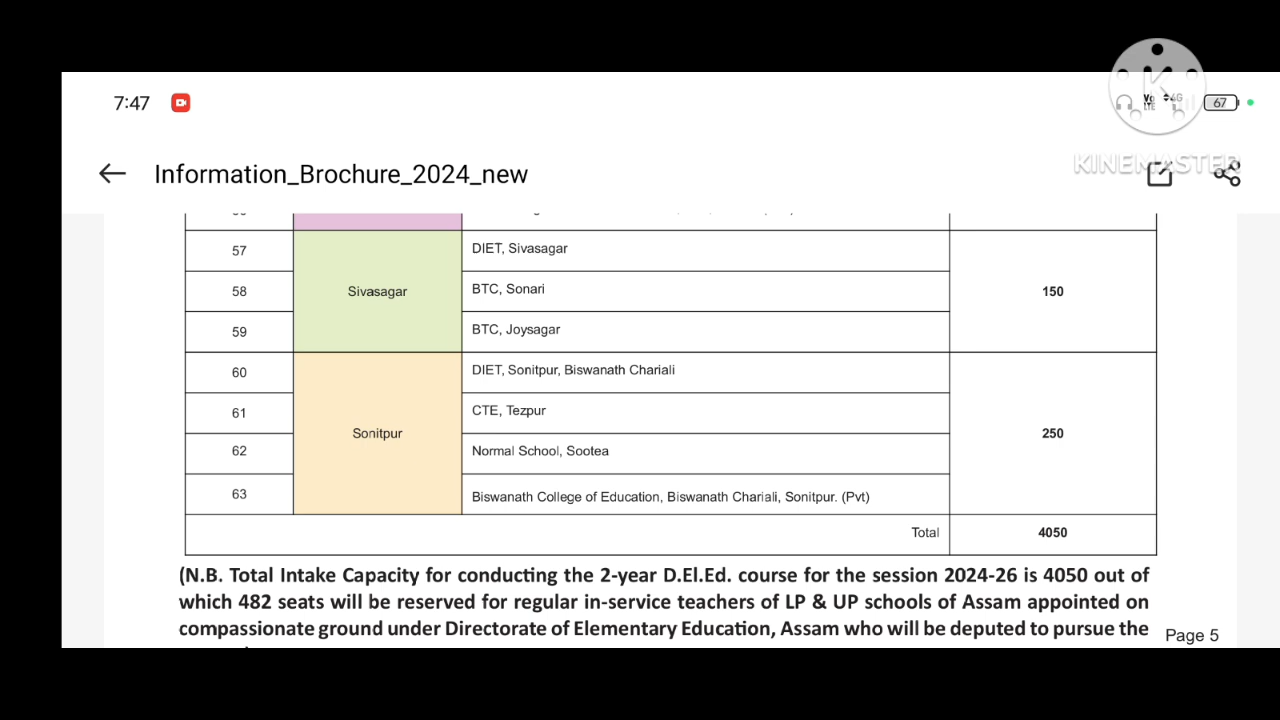 7:47
Vo LTE 4G 67
KINEMASTER
Information_Brochure_2024_new
57 DIET, Sivasagar
58 Sivasagar BTC, Sonari 150
59 BTC, Joysagar
60 DIET, Sonitpur, Biswanath Chariali
61 CTE, Tezpur
Sonitpur 250
62 Normal School, Sootea
63 Biswanath College of Education, Biswanath Chariali, Sonitpur. (Pvt)
Total 4050
(N.B. Total Intake Capacity for conducting the 2-year D.El.Ed. course for the session 2024-26 is 4050 out of
which 482 seats will be reserved for regular in-service teachers of LP & UP schools of Assam appointed on
compassionate ground under Directorate of Elementary Education, Assam who will be deputed to pursue the
Page 5